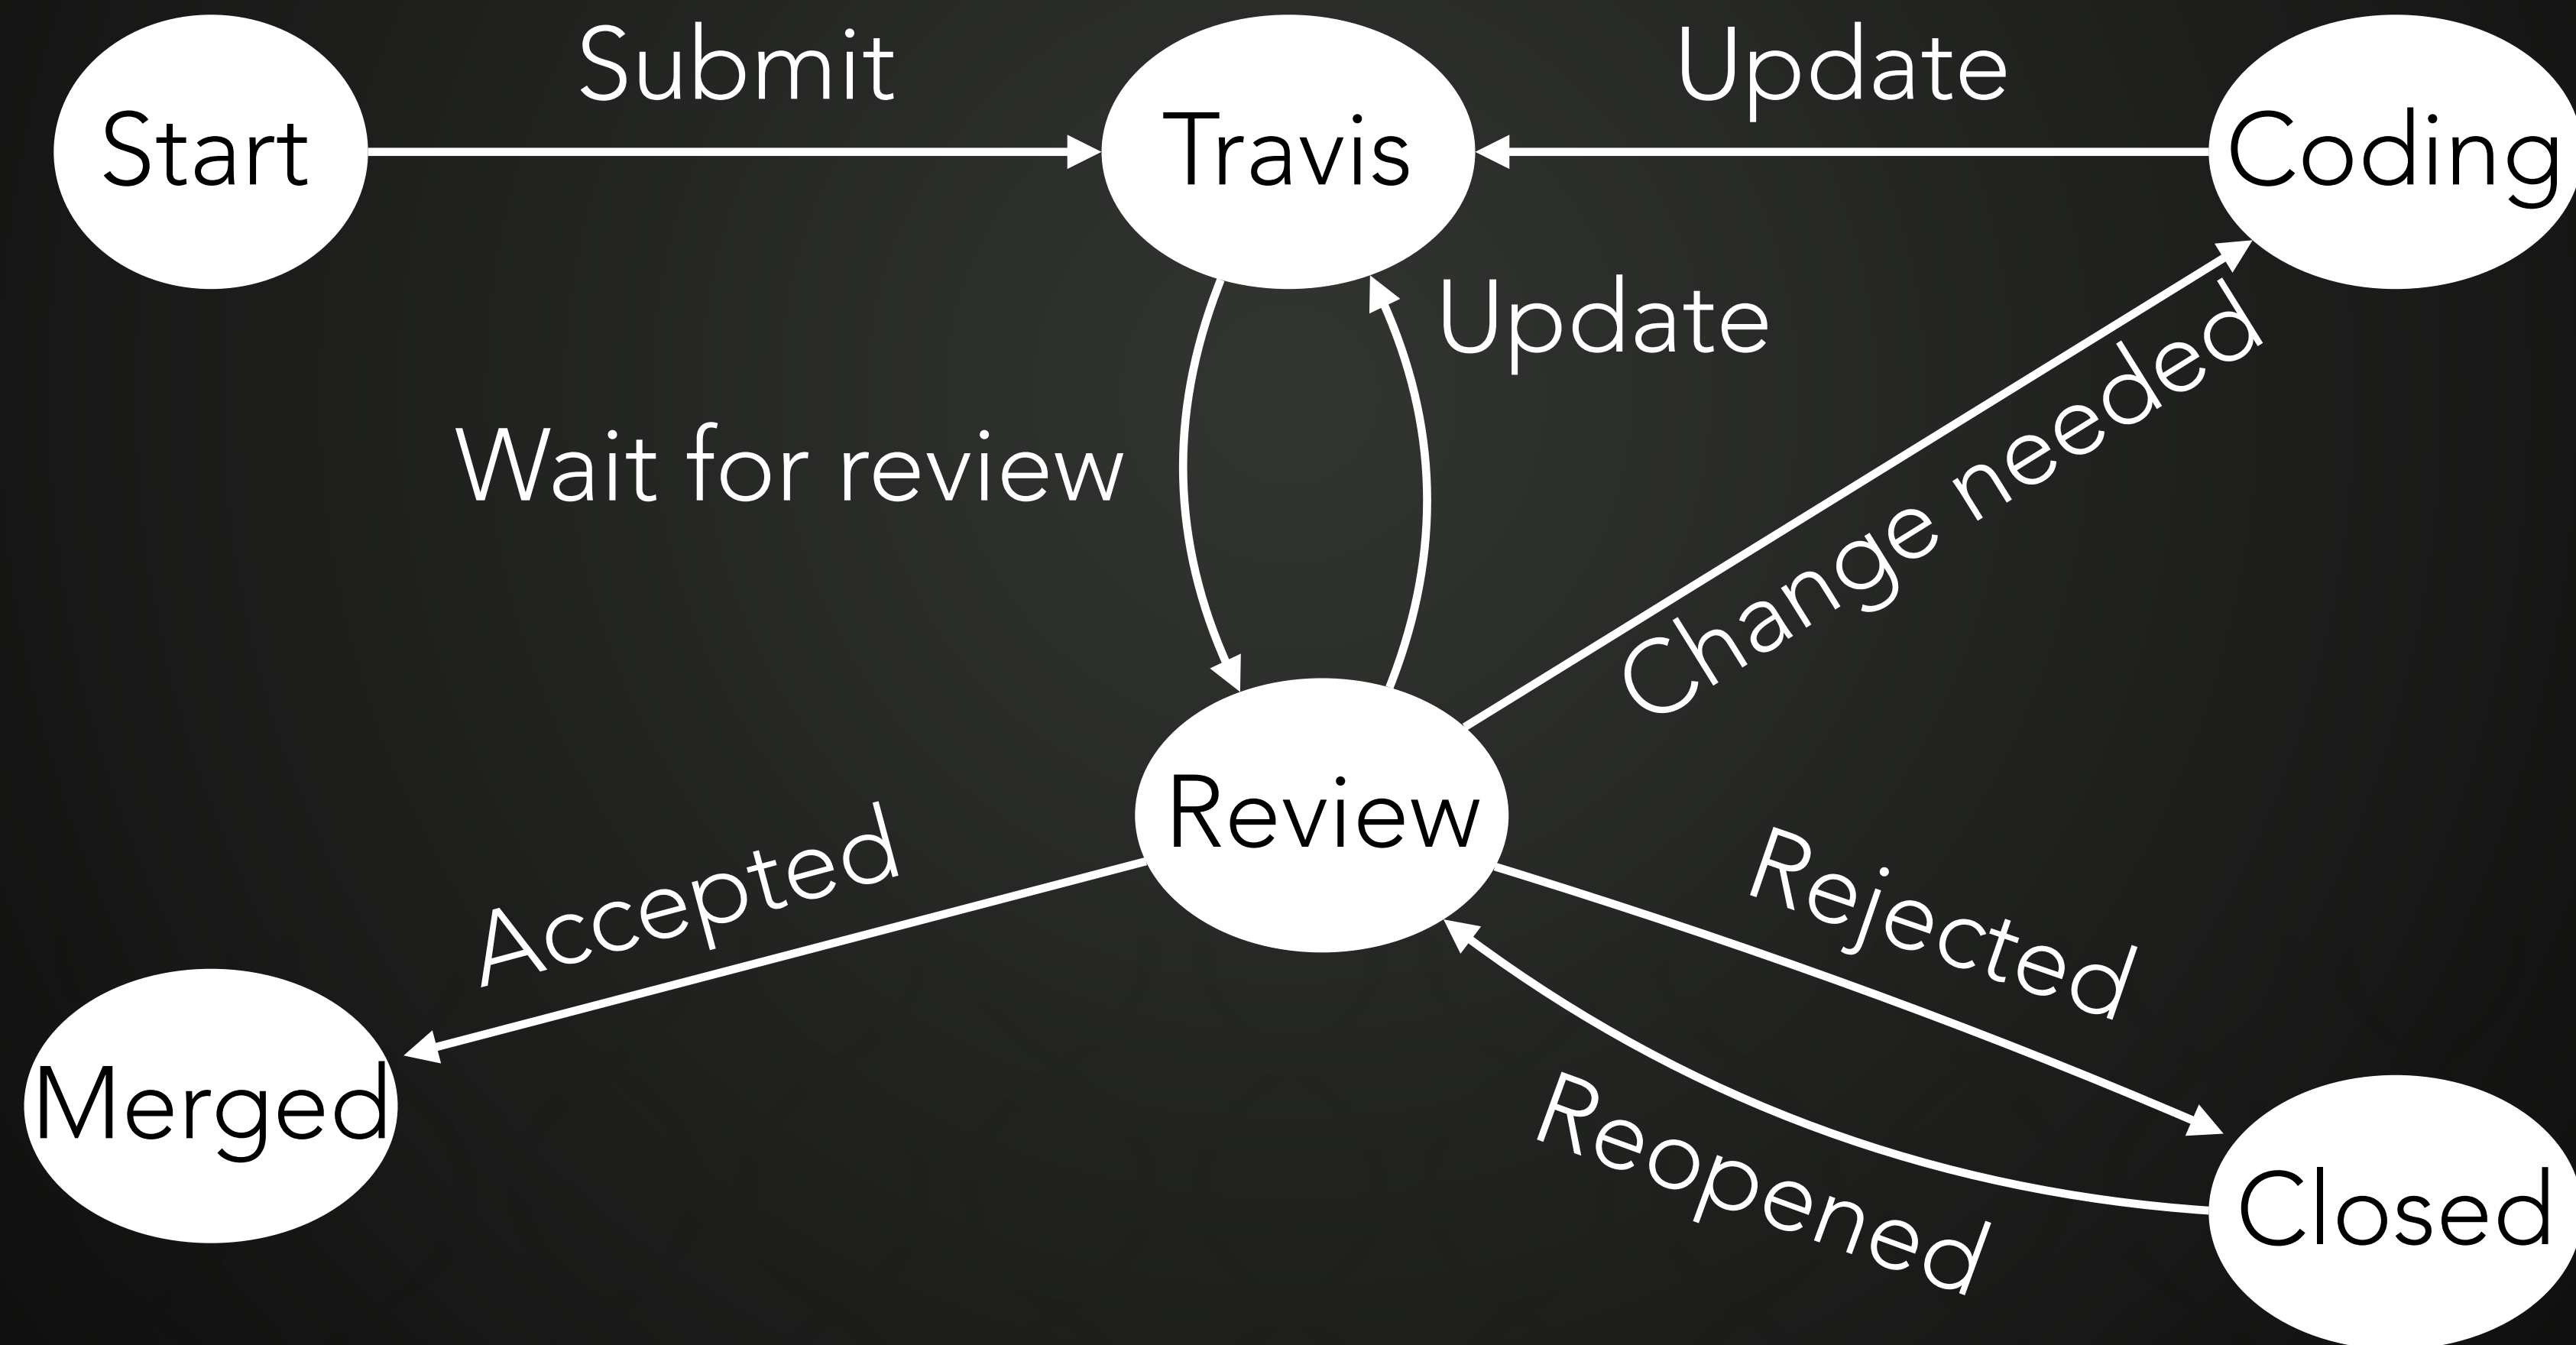 Start
Submit
Travis
Update
Coding
Update
Wait for review
Change needed
Review
Accepted
Rejected
Merged
Reopened
Closed